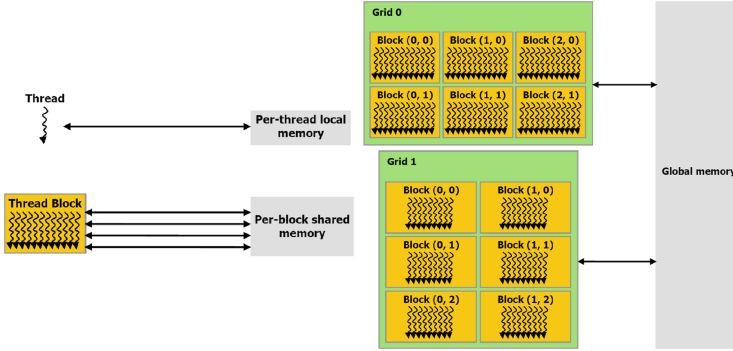 Thread
Per-thread local
memory
Thread Block
Per-block shared
memory
Grid 0
Block (0, 0) Block (1, 0) Block (2, 0)
Block (0, 1) Block (1, 1) Block (2, 1)
Grid 1
Block (0, 0) Block (1, 0)
Block (0, 1) Block (1, 1)
Block (0, 2) Block (1, 2)
Global memory